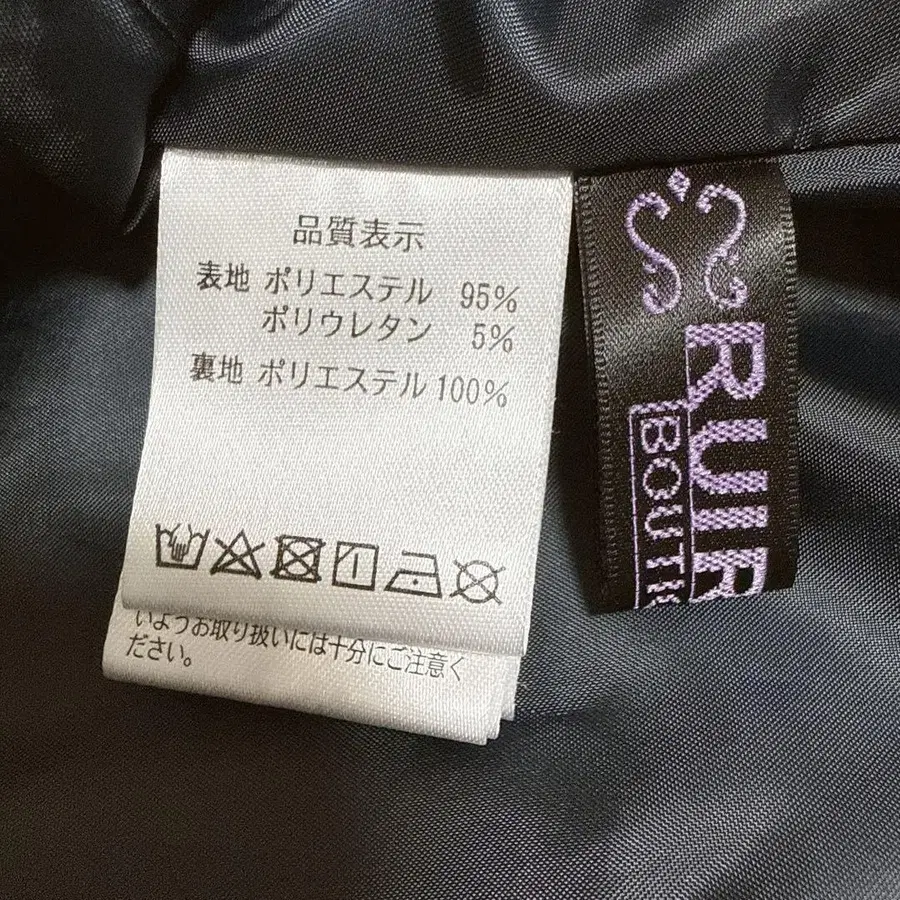 品質表示
表地 ポリエステル 95%
ポリウレタン 5%
裏地 ポリエステル 100%
いようお取り扱いには十分にご注意く
ださい。
RUIR
BOUTI